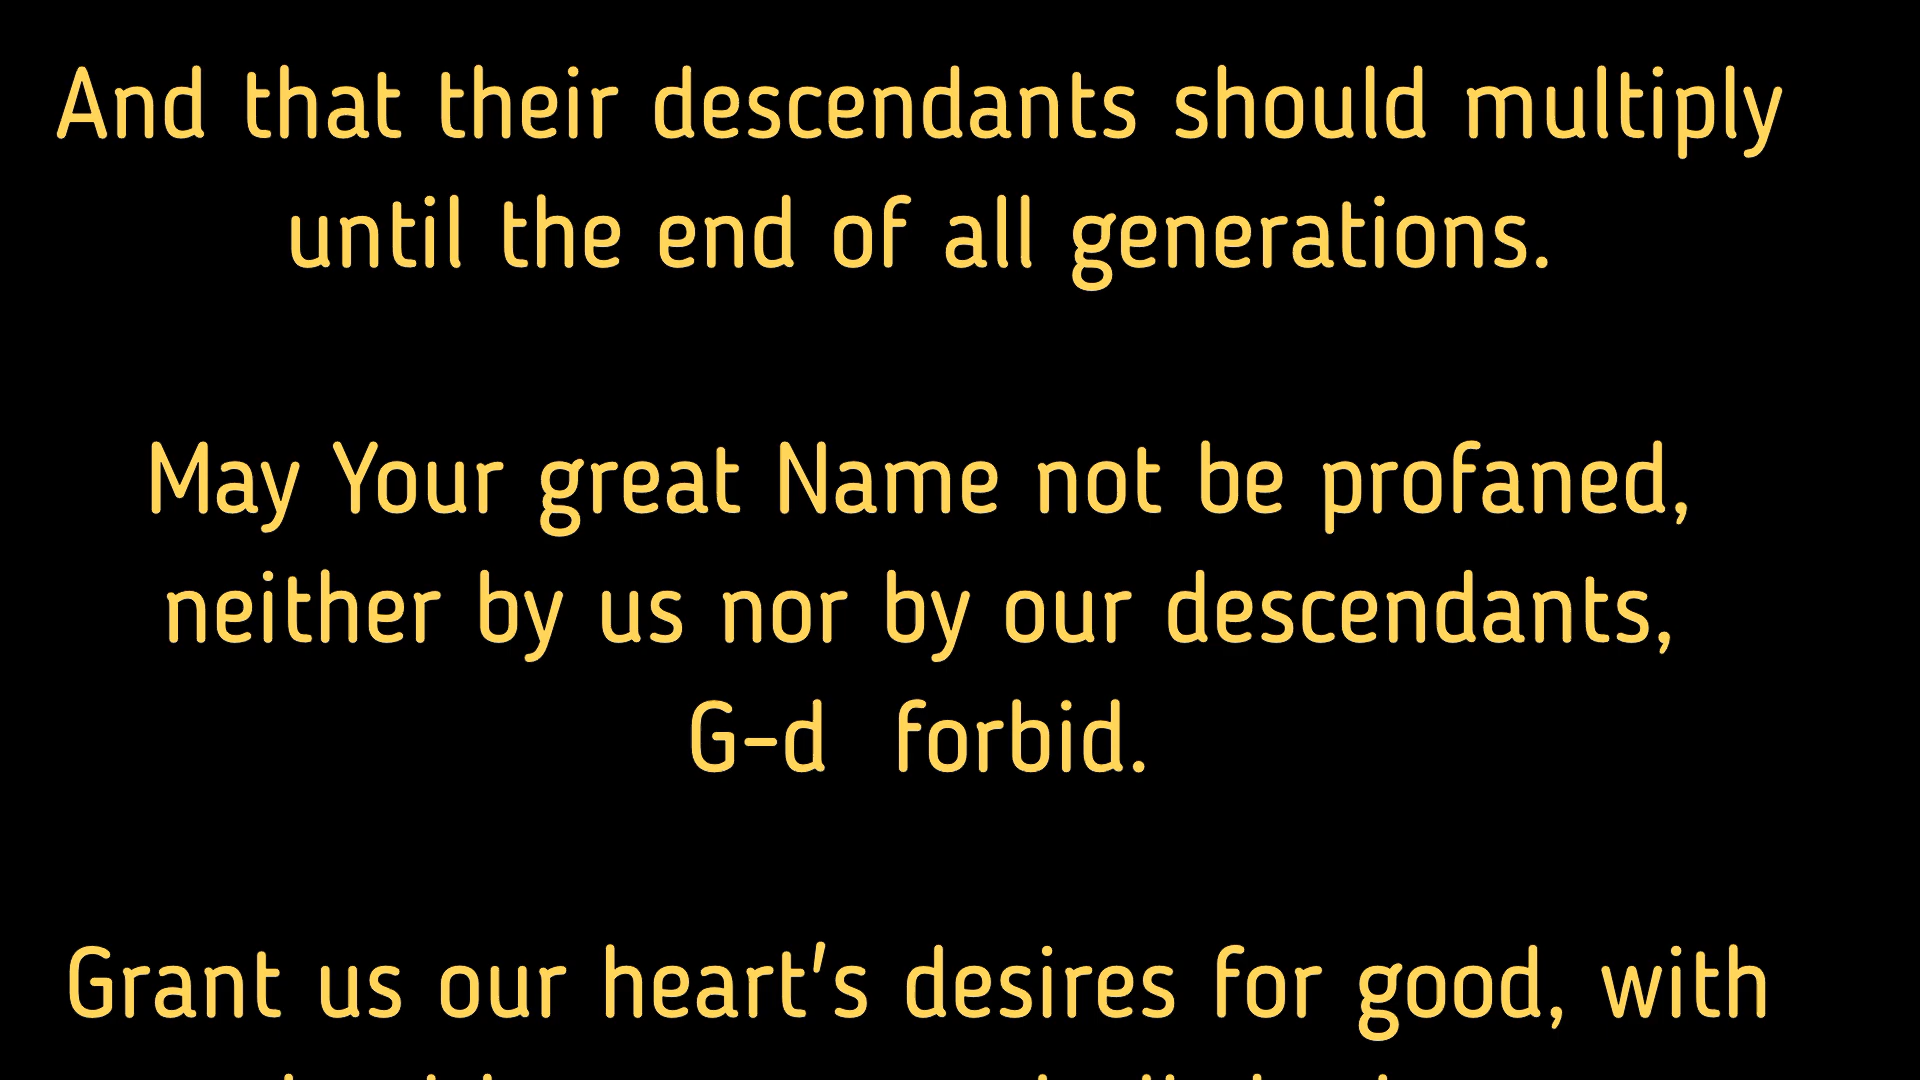 And that their descendants should multiply
until the end of all generations.
May Your great Name not be profaned,
neither by us nor by our descendants,
G-d forbid.
Grant us our heart's desires for good, with